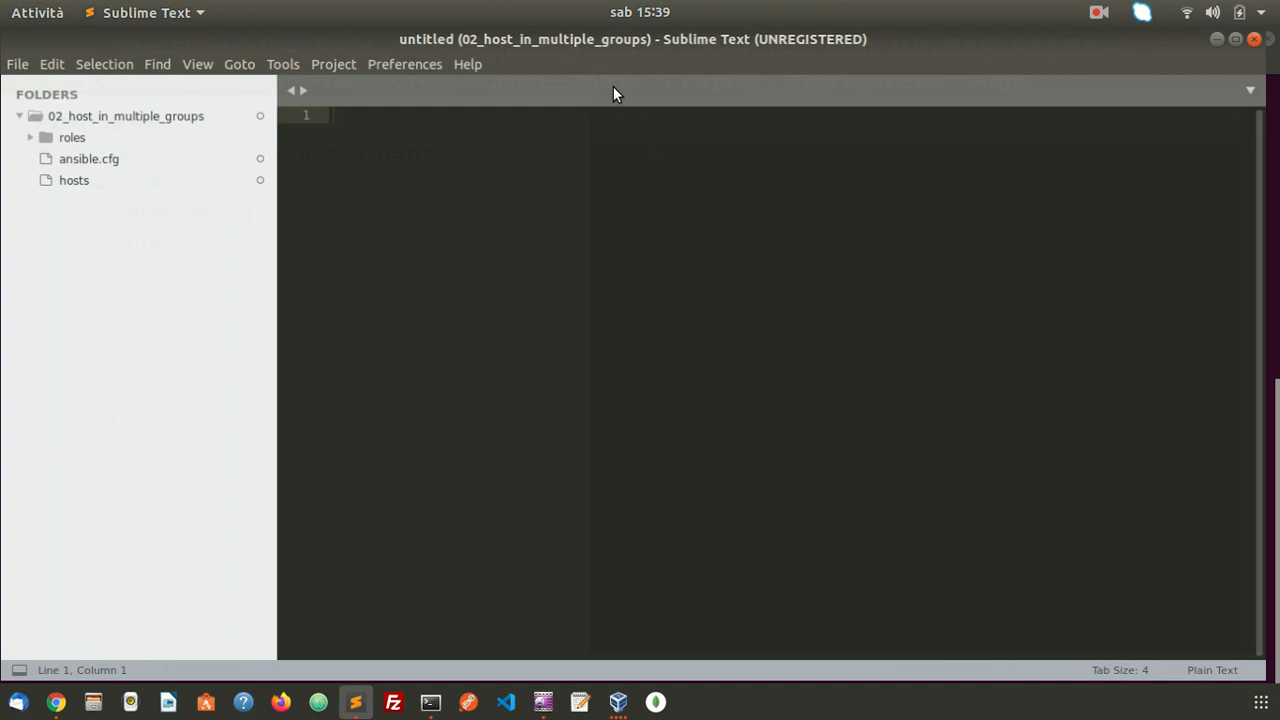 Attività
Sublime Text
sab 15:39
untitled (02_host_in_multiple_groups) - Sublime Text (UNREGISTERED)
File Edit Selection Find View Goto Tools Project Preferences Help
FOLDERS
02_host_in_multiple_groups
roles
ansible.cfg
hosts
1
Line 1, Column 1
Tab Size: 4
Plain Text